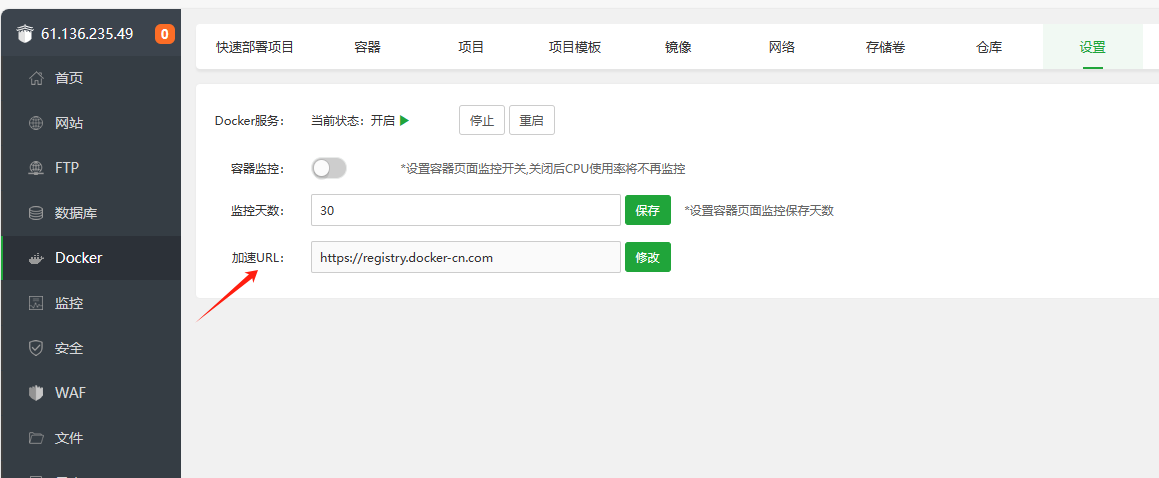 61.136.235.49 0
首页
网站
FTP
数据库
Docker
监控
安全
WAF
文件
快速部署项目 容器 项目 项目模板 镜像 网络 存储卷 仓库 设置
Docker服务: 当前状态: 开启 停止 重启
容器监控: *设置容器页面监控开关,关闭后CPU使用率将不再监控
监控天数: 30 保存 *设置容器页面监控保存天数
加速URL: https://registry.docker-cn.com 修改